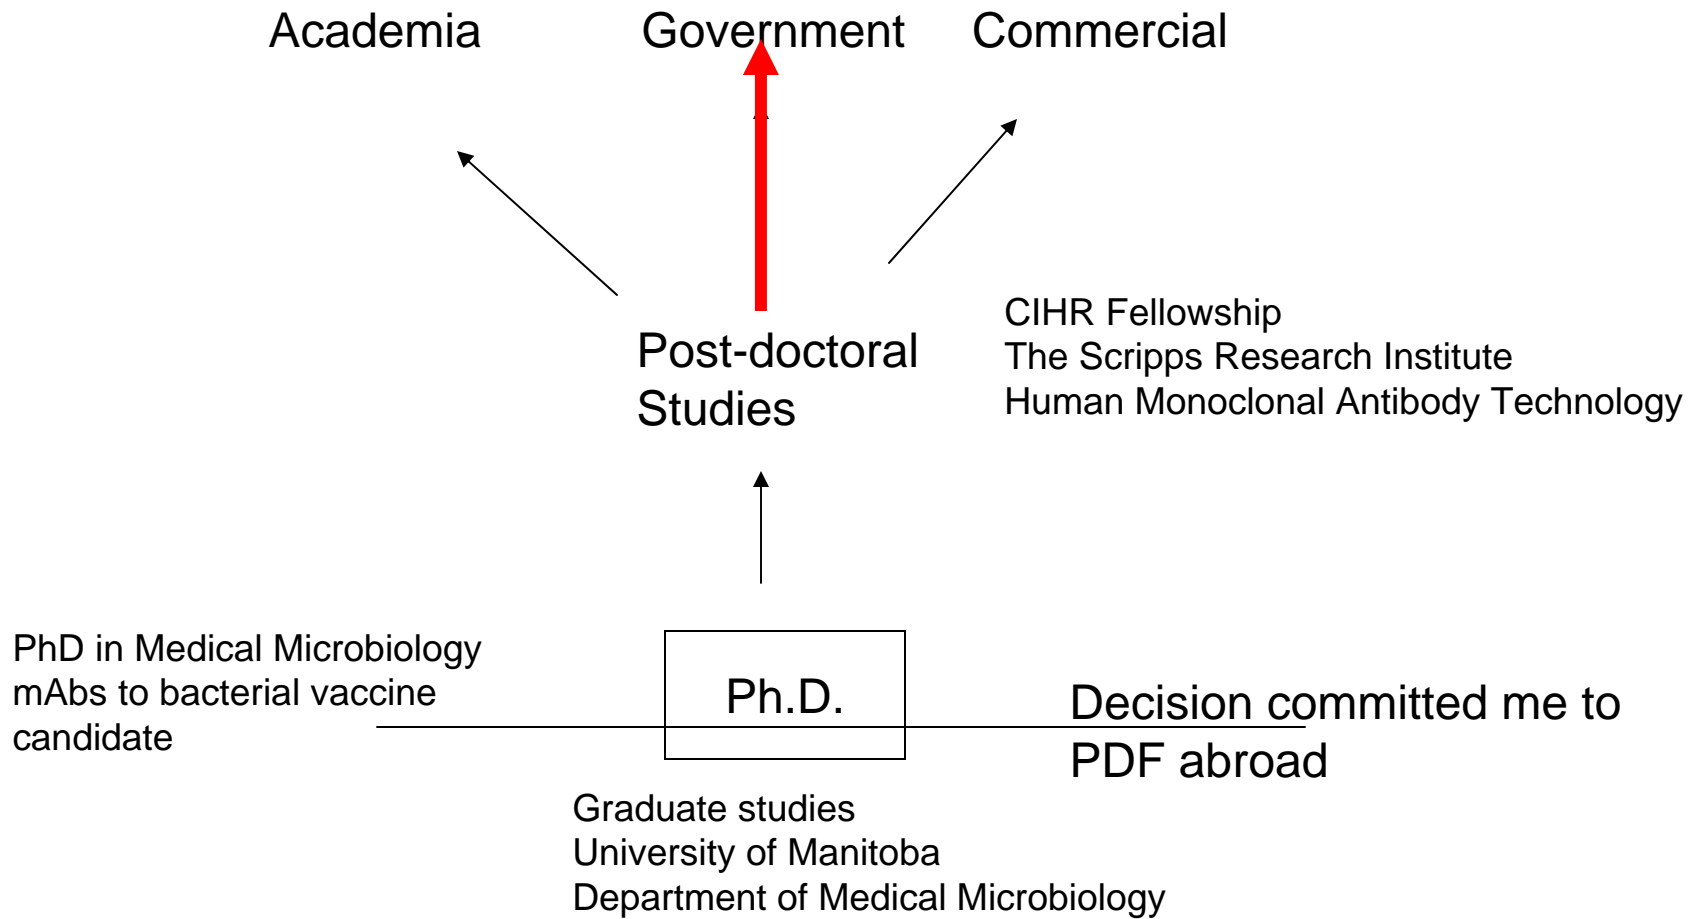 Academia
Government
Commercial
CIHR Fellowship
The Scripps Research Institute
Human Monoclonal Antibody Technology
Post-doctoral
Studies
PhD in Medical Microbiology
mAbs to bacterial vaccine
candidate
Ph.D.
Decision committed me to
PDF abroad
Graduate studies
University of Manitoba
Department of Medical Microbiology